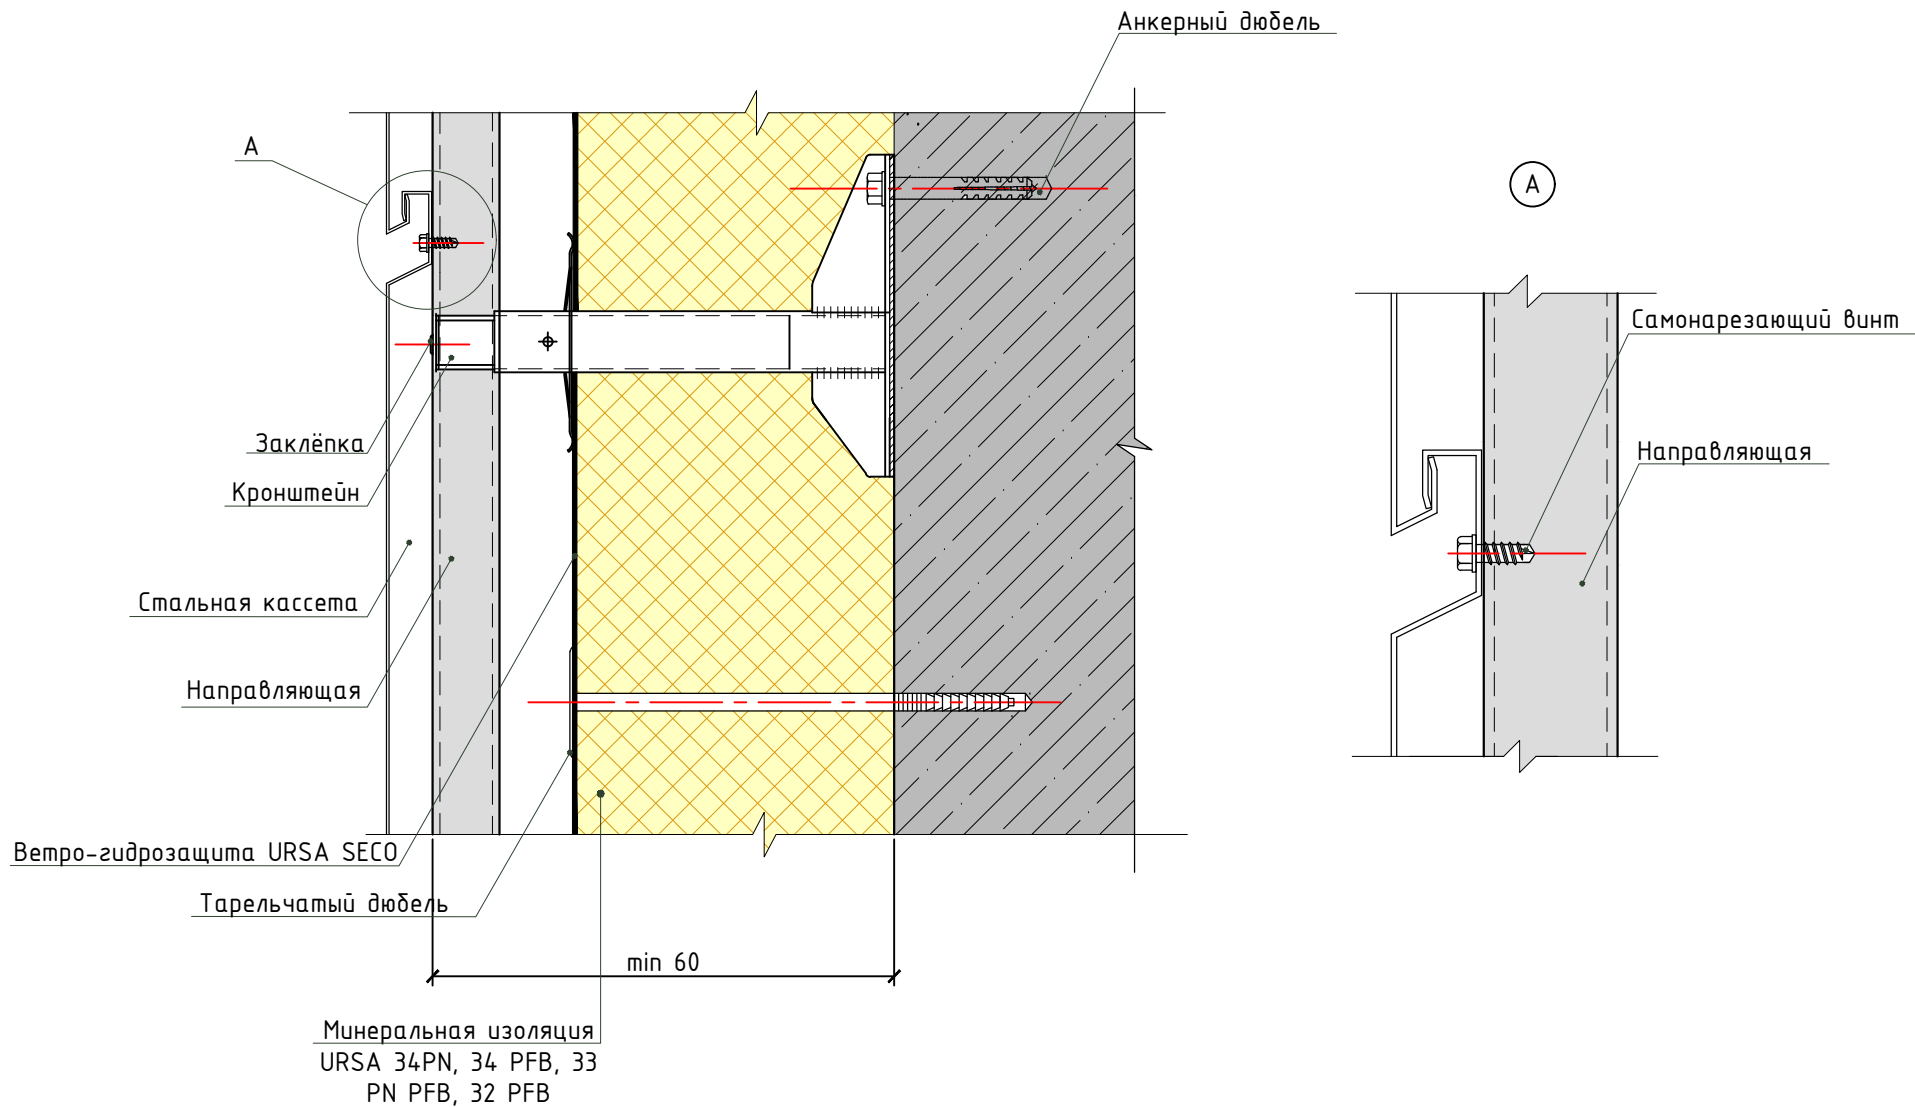 Анкерный дюбель
А
А
Самонарезающий винт
Направляющая
Заклёпка
Кронштейн
Стальная кассета
Направляющая
Ветро-гидрозащита URSA SECO
Тарельчатый дюбель
min 60
Минеральная изоляция
URSA 34PN, 34 PFB, 33
PN PFB, 32 PFB